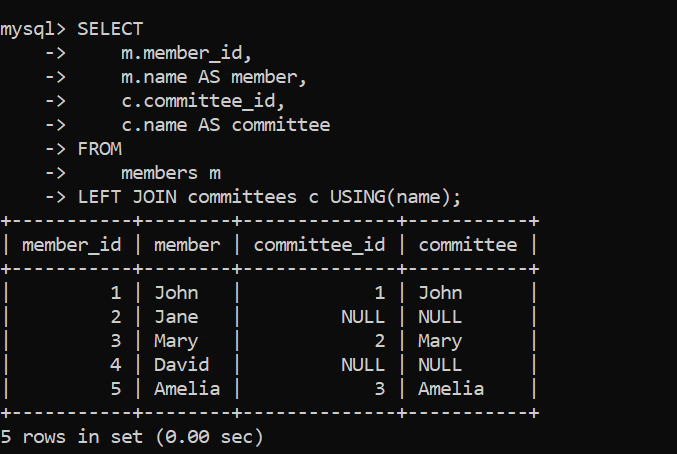 mysql> SELECT
    ->     m.member_id,
    ->     m.name AS member,
    ->     c.committee_id,
    ->     c.name AS committee
    -> FROM
    ->     members m
    -> LEFT JOIN committees c USING(name);
+-----------+--------+--------------+-----------+
| member_id | member | committee_id | committee |
+-----------+--------+--------------+-----------+
|         1 | John   |            1 | John      |
|         2 | Jane   |         NULL | NULL      |
|         3 | Mary   |            2 | Mary      |
|         4 | David  |         NULL | NULL      |
|         5 | Amelia |            3 | Amelia    |
+-----------+--------+--------------+-----------+
5 rows in set (0.00 sec)